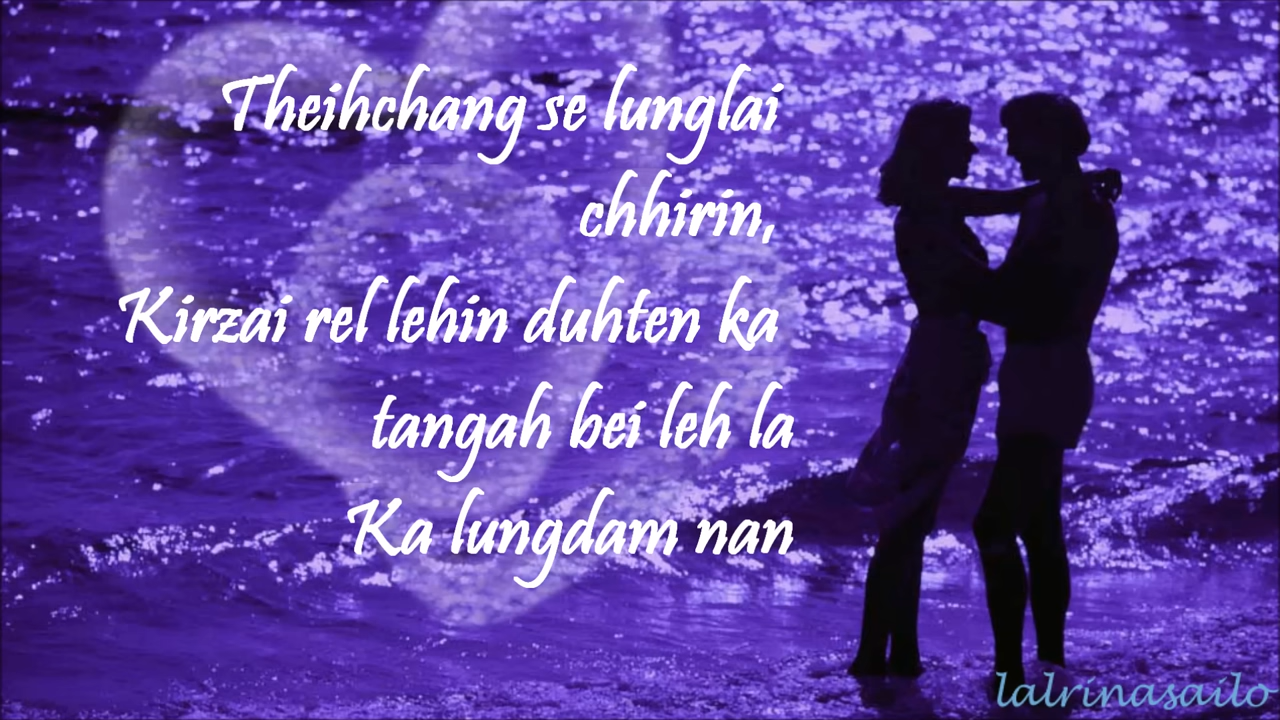 Theihchang se lunglai
chhirin,
Kirzai rel lehin duhten ka
tangah bei leh la
Ka lungdam nan
lalrinasailo